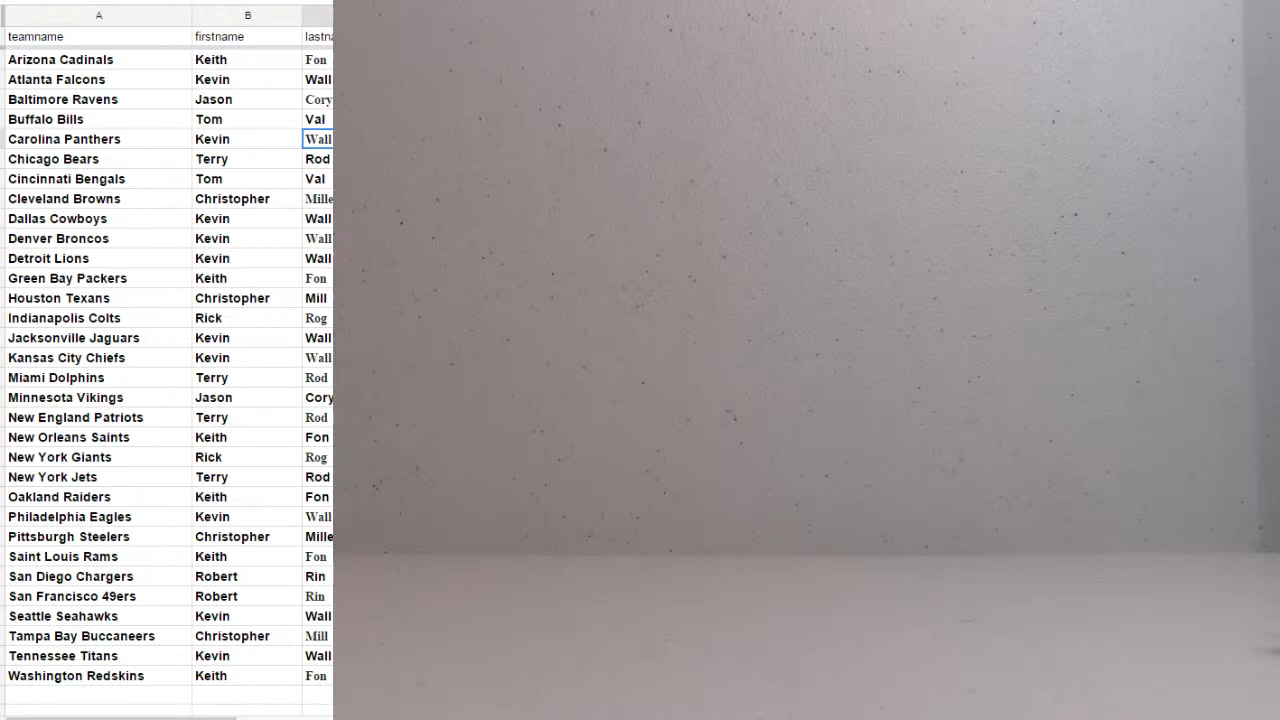 A B
teamname firstname
Arizona Cadinals Keith Fon
Atlanta Falcons Kevin Wall
Baltimore Ravens Jason Cory
Buffalo Bills Tom Val
Carolina Panthers Kevin Wall
Chicago Bears Terry Rod
Cincinnati Bengals Tom Val
Cleveland Browns Christopher Mille
Dallas Cowboys Kevin Wall
Denver Broncos Kevin Wall
Detroit Lions Kevin Wall
Green Bay Packers Keith Fon
Houston Texans Christopher Mill
Indianapolis Colts Rick Rog
Jacksonville Jaguars Kevin Wall
Kansas City Chiefs Kevin Wall
Miami Dolphins Terry Rod
Minnesota Vikings Jason Cory
New England Patriots Terry Rod
New Orleans Saints Keith Fon
New York Giants Rick Rog
New York Jets Terry Rod
Oakland Raiders Keith Fon
Philadelphia Eagles Kevin Wall
Pittsburgh Steelers Christopher Mille
Saint Louis Rams Keith Fon
San Diego Chargers Robert Rin
San Francisco 49ers Robert Rin
Seattle Seahawks Kevin Wall
Tampa Bay Buccaneers Christopher Mill
Tennessee Titans Kevin Wall
Washington Redskins Keith Fon